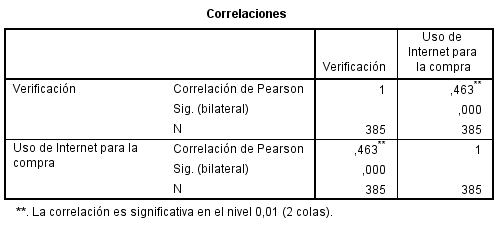 Correlaciones
Verificación Uso de Internet para la compra
Verificación Correlación de Pearson 1 ,463**
Sig. (bilateral) ,000
N 385 385
Uso de Internet para la compra Correlación de Pearson ,463** 1
Sig. (bilateral) ,000
N 385 385
**. La correlación es significativa en el nivel 0,01 (2 colas).